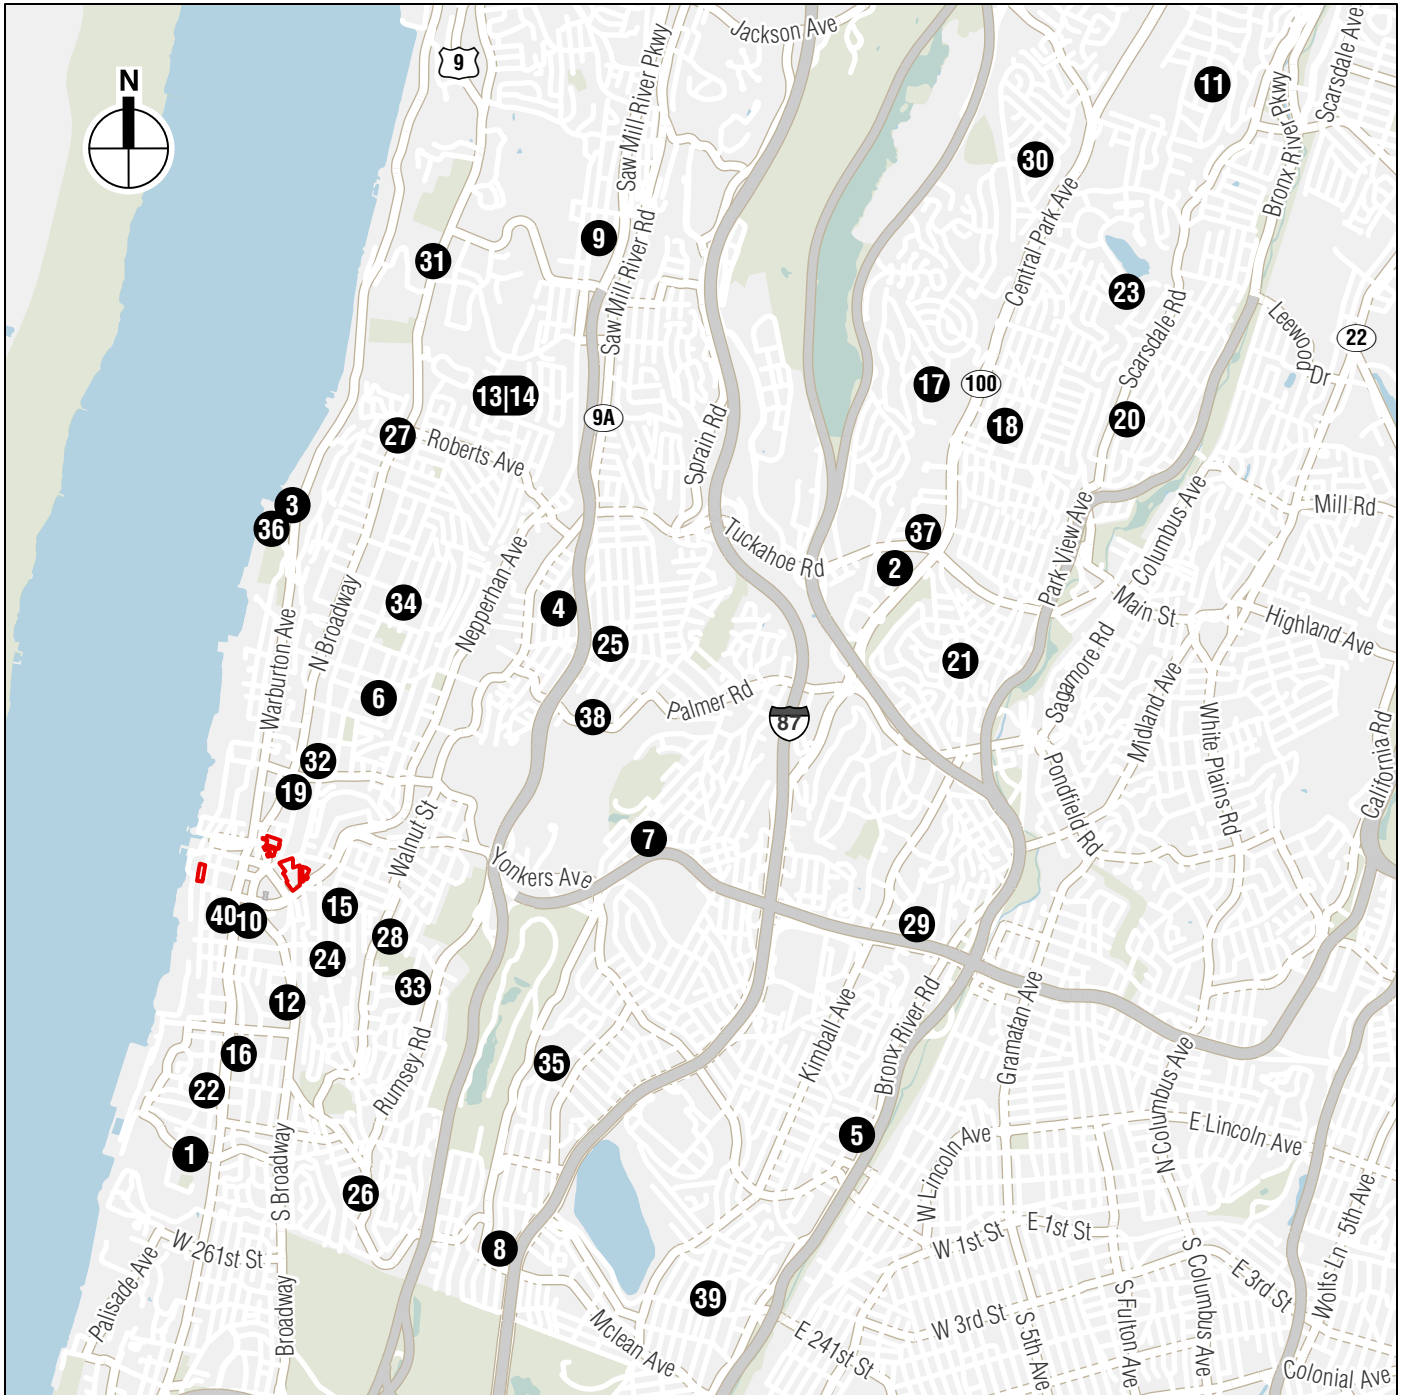 Jackson Ave
9
Saw Mill River Pkwy
Scarsdale Ave
N
11
Bronx River Pkwy
30
Central Park Ave
9
Saw Mill River Rd
31
23
Scarsdale Rd
Leewood Dr
22
17
100
13|14
9A
18
20
27
Roberts Ave
Sprain Rd
3
36
Mill Rd
37
Tuckahoe Rd
2
Columbus Ave
Park View Ave
Nepperhan Ave
34
4
Main St
Highland Ave
N Broadway
Warburton Ave
25
21
Sagamore Rd
Midland Ave
6
38
Palmer Rd
87
White Plains Rd
California Rd
32
19
Pondfield Rd
Walnut St
7
Yonkers Ave
40
10
15
28
29
24
33
12
Gramatan Ave
Kimball Ave
Bronx River Rd
16
35
Rumsey Rd
22
N Columbus Ave
5
E Lincoln Ave
W Lincoln Ave
1
S Broadway
26
5th Ave
W 261st St
8
W 1st St
E 1st St
Palisade Ave
Broadway
39
S Columbus Ave
E 3rd St
Wolfs Ln
Mclean Ave
E 241st St
W 3rd St
S 5th Ave
S Fulton Ave
Colonial Ave